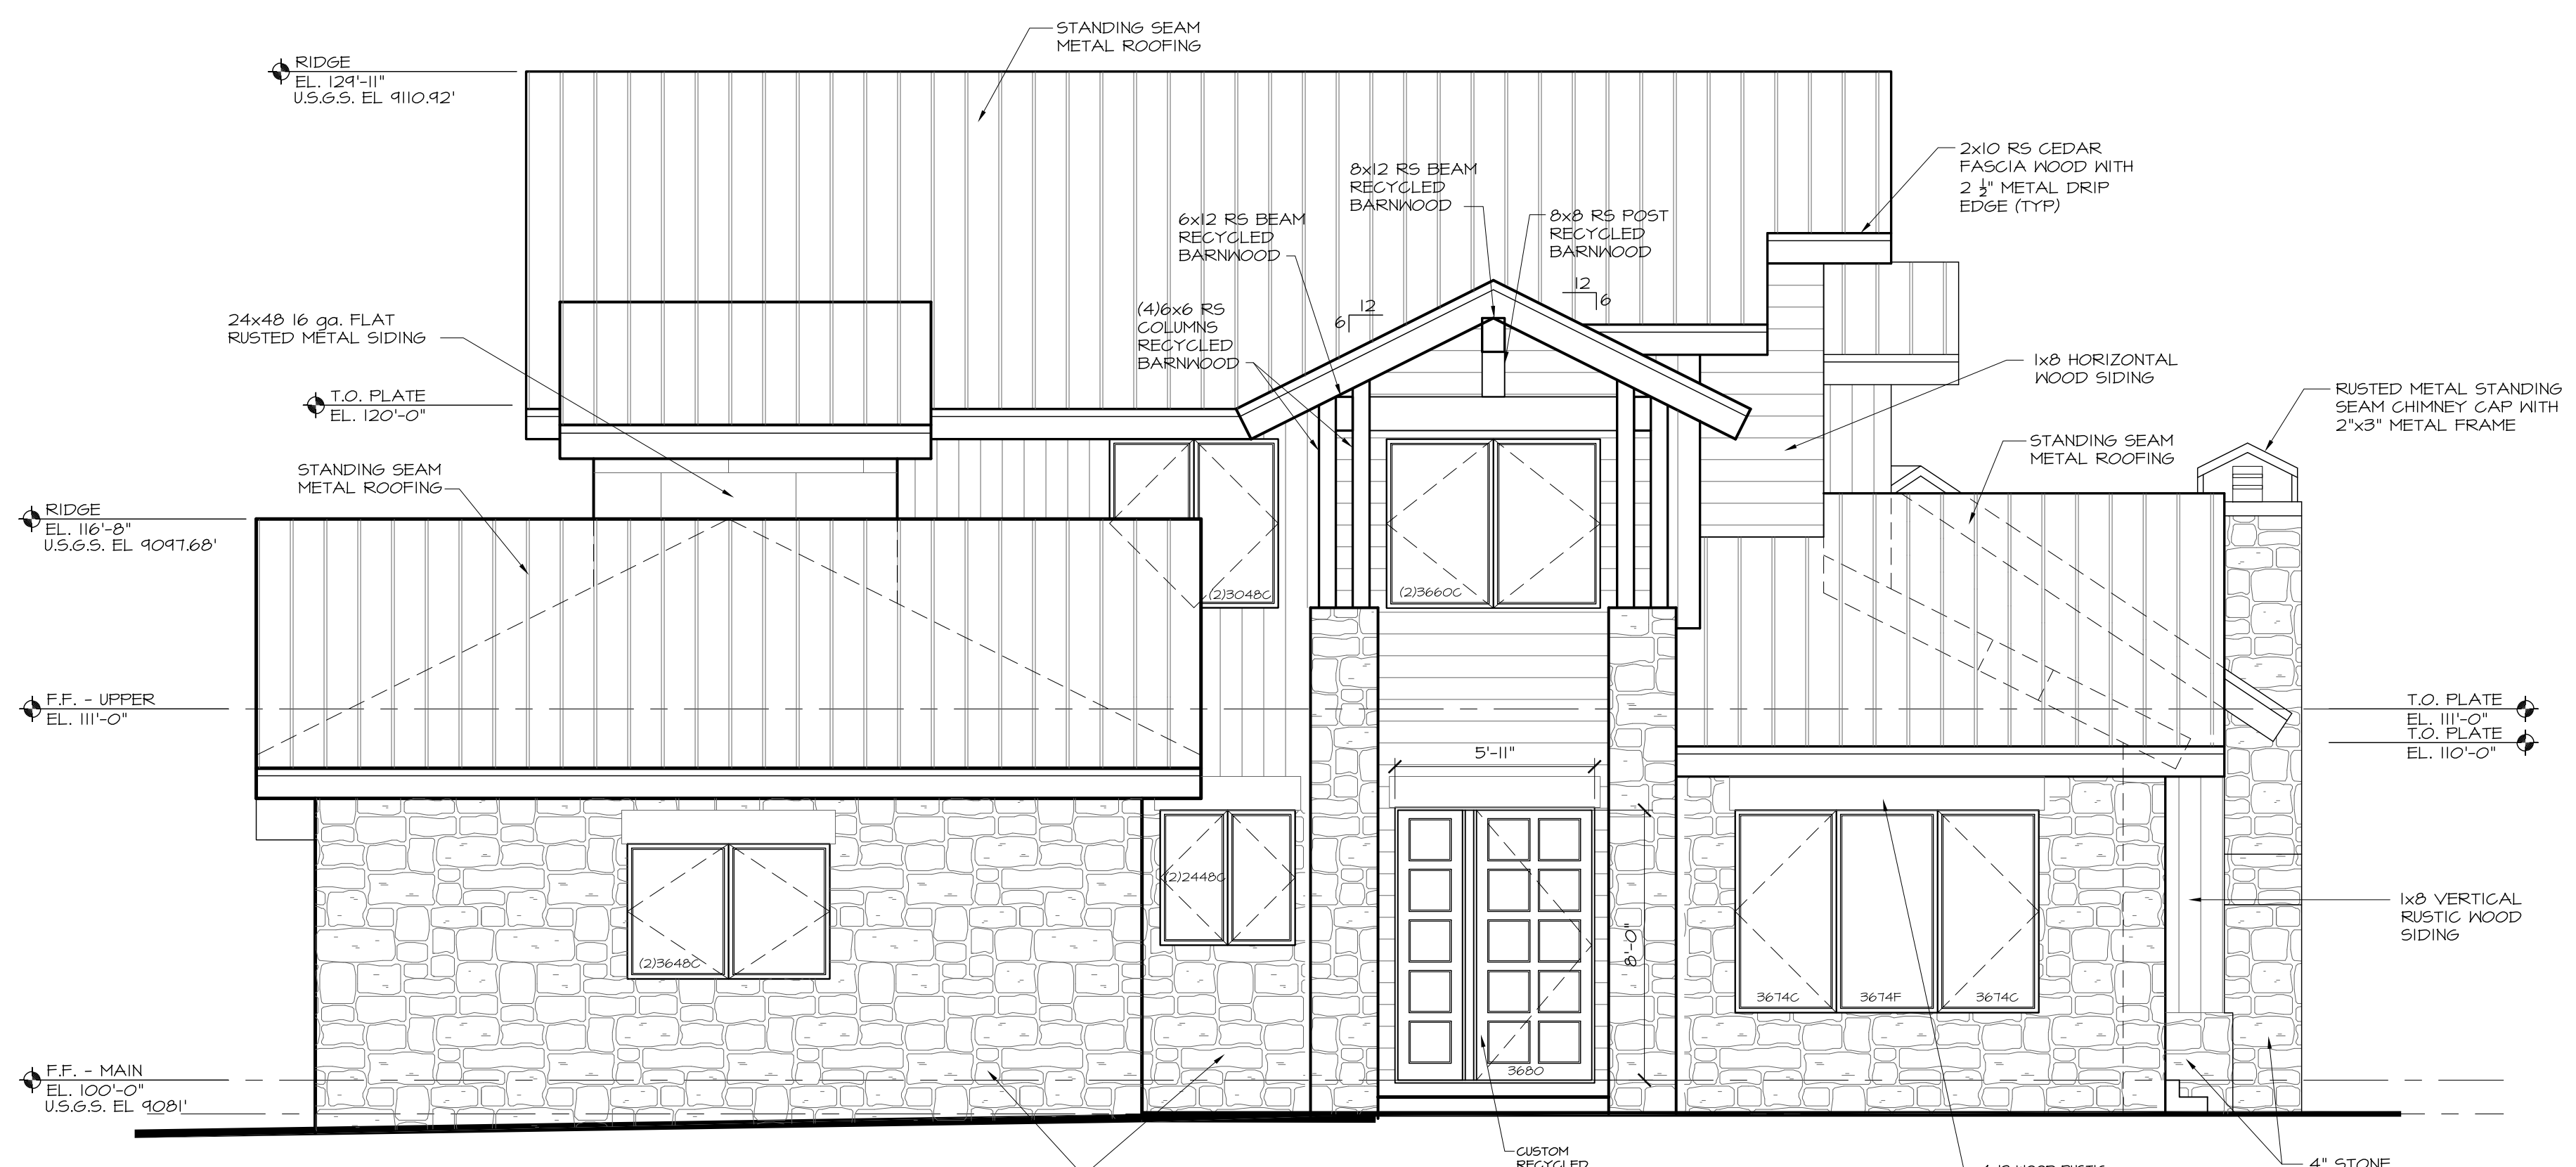 STANDING SEAM
METAL ROOFING
RIDGE
EL. 129'-11"
U.S.G.S. EL 9110.92'
2x10 RS CEDAR
FASCIA WOOD WITH
2 1/2" METAL DRIP
EDGE (TYP)
8x12 RS BEAM
RECYCLED
BARNWOOD
6x12 RS BEAM
RECYCLED
BARNWOOD
8x8 RS POST
RECYCLED
BARNWOOD
12
6
12
6
(4)6x6 RS
COLUMNS
RECYCLED
BARNWOOD
24x48 16 ga. FLAT
RUSTED METAL SIDING
T.O. PLATE
EL. 120'-0"
1x8 HORIZONTAL
WOOD SIDING
RUSTED METAL STANDING
SEAM CHIMNEY CAP WITH
2"x3" METAL FRAME
STANDING SEAM
METAL ROOFING
STANDING SEAM
METAL ROOFING
RIDGE
EL. 116'-8"
U.S.G.S. EL 9097.68'
(2)3048C
(2)3660C
F.F. - UPPER
EL. 111'-0"
T.O. PLATE
EL. 111'-0"
T.O. PLATE
EL. 110'-0"
5'-11"
(2)2448C
8'-0"
1x8 VERTICAL
RUSTIC WOOD
SIDING
(2)3648C
3674C
3674F
3674C
F.F. - MAIN
EL. 100'-0"
U.S.G.S. EL 9081'
3680
CUSTOM
RECYCLED
4" STONE